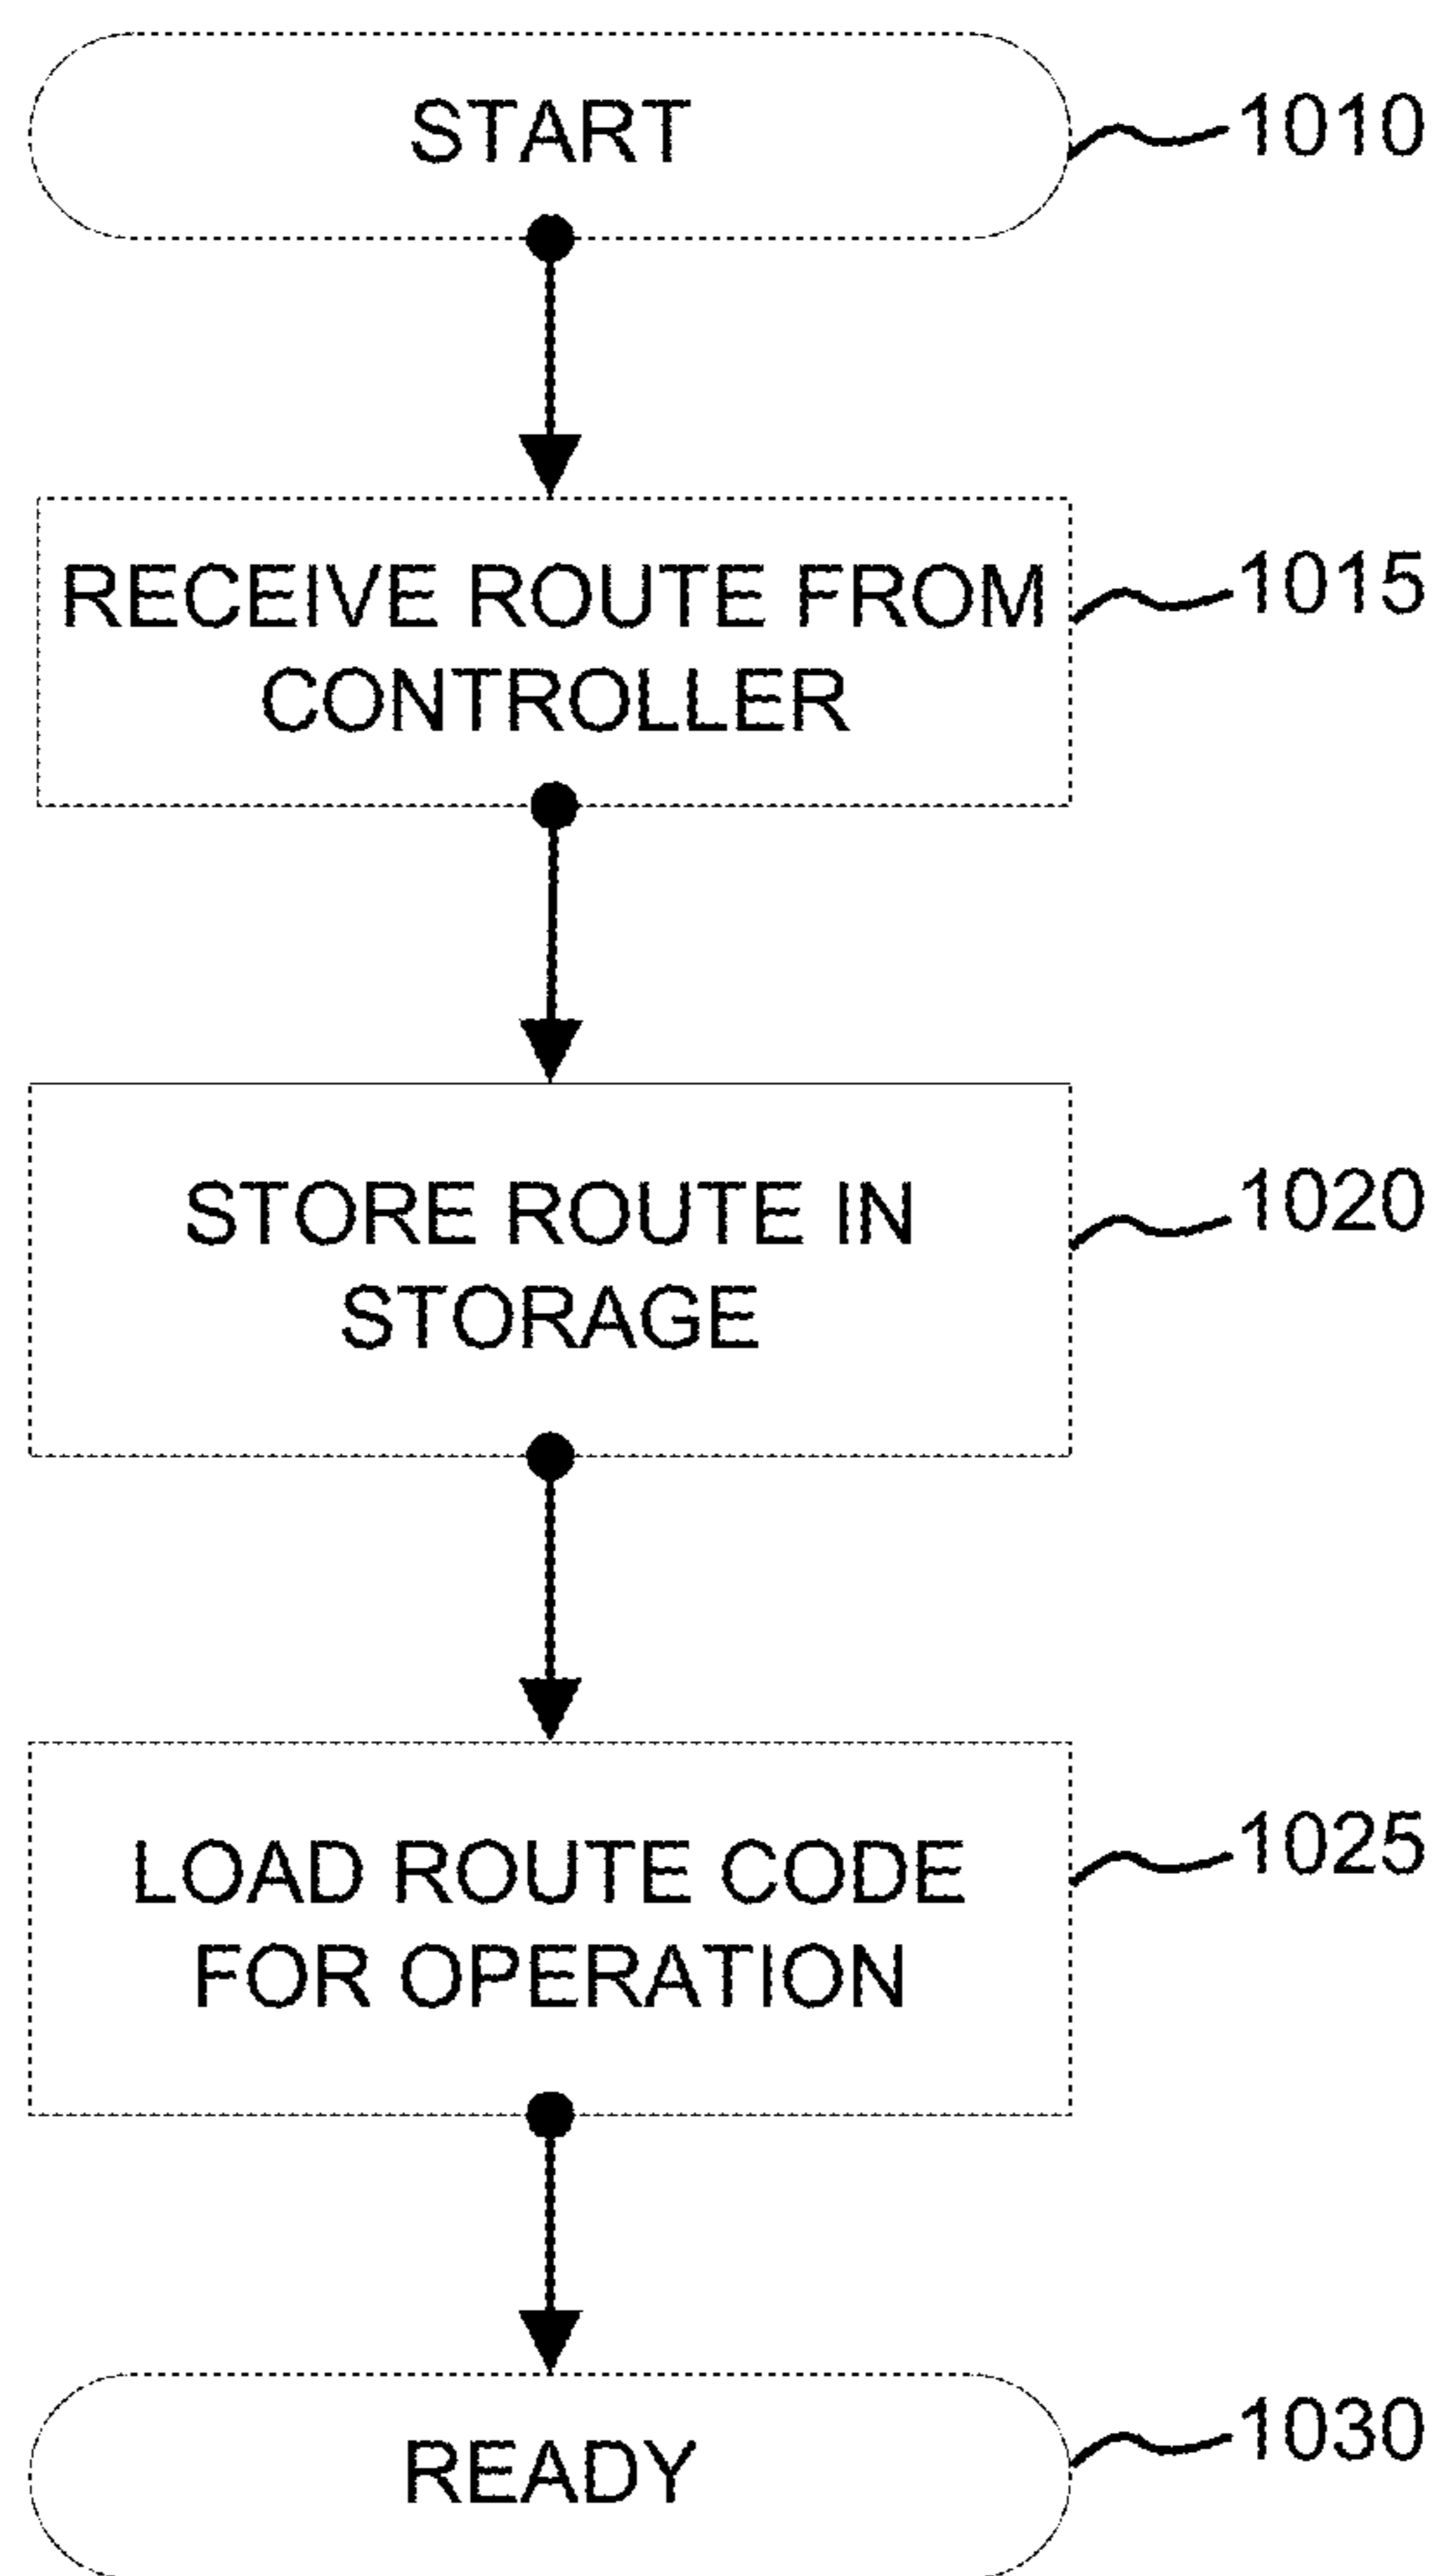 START
1010
RECEIVE ROUTE FROM
CONTROLLER
1015
STORE ROUTE IN
STORAGE
1020
LOAD ROUTE CODE
FOR OPERATION
1025
READY
1030